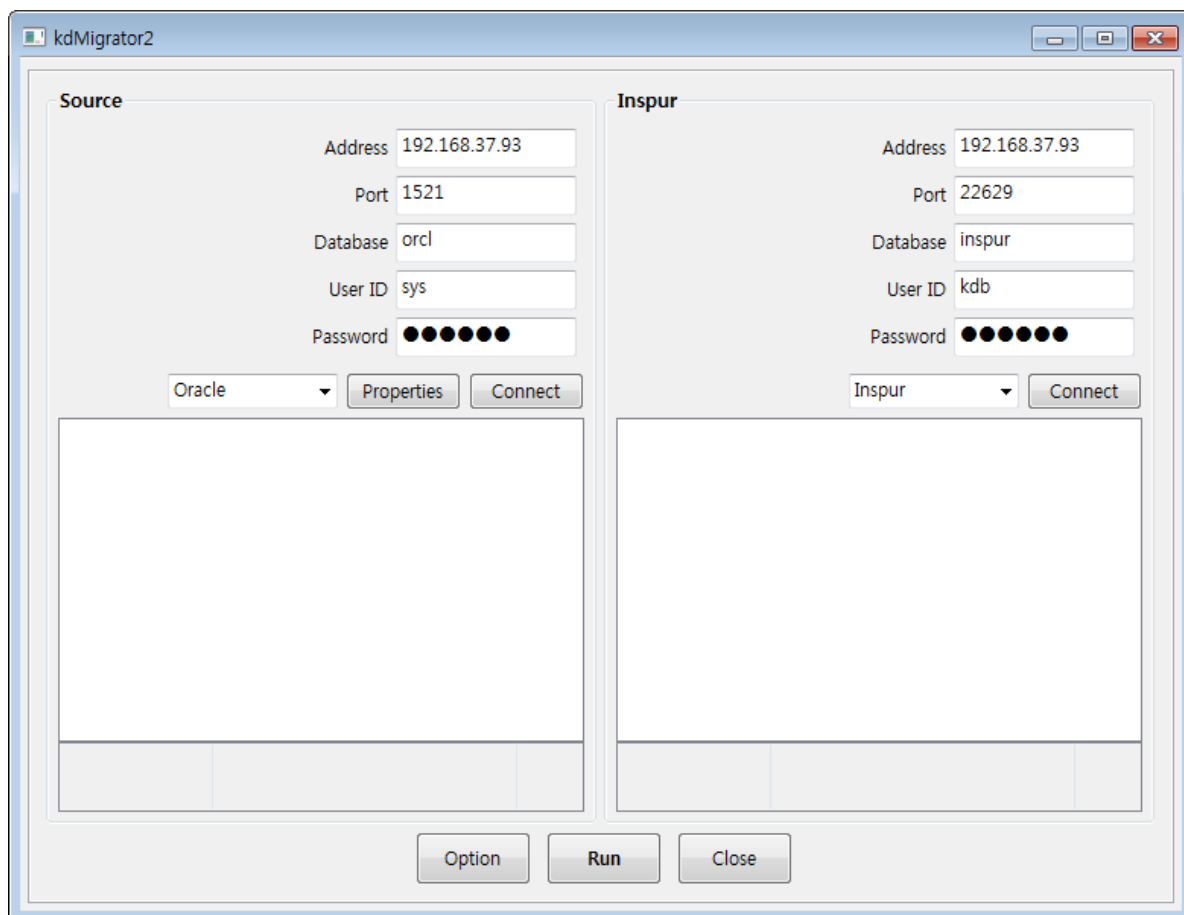 kdMigrator2
Source
Address 192.168.37.93
Port 1521
Database orcl
User ID sys
Password ●●●●●●
Oracle Properties Connect
Inspur
Address 192.168.37.93
Port 22629
Database inspur
User ID kdb
Password ●●●●●●
Inspur Connect
Option Run Close